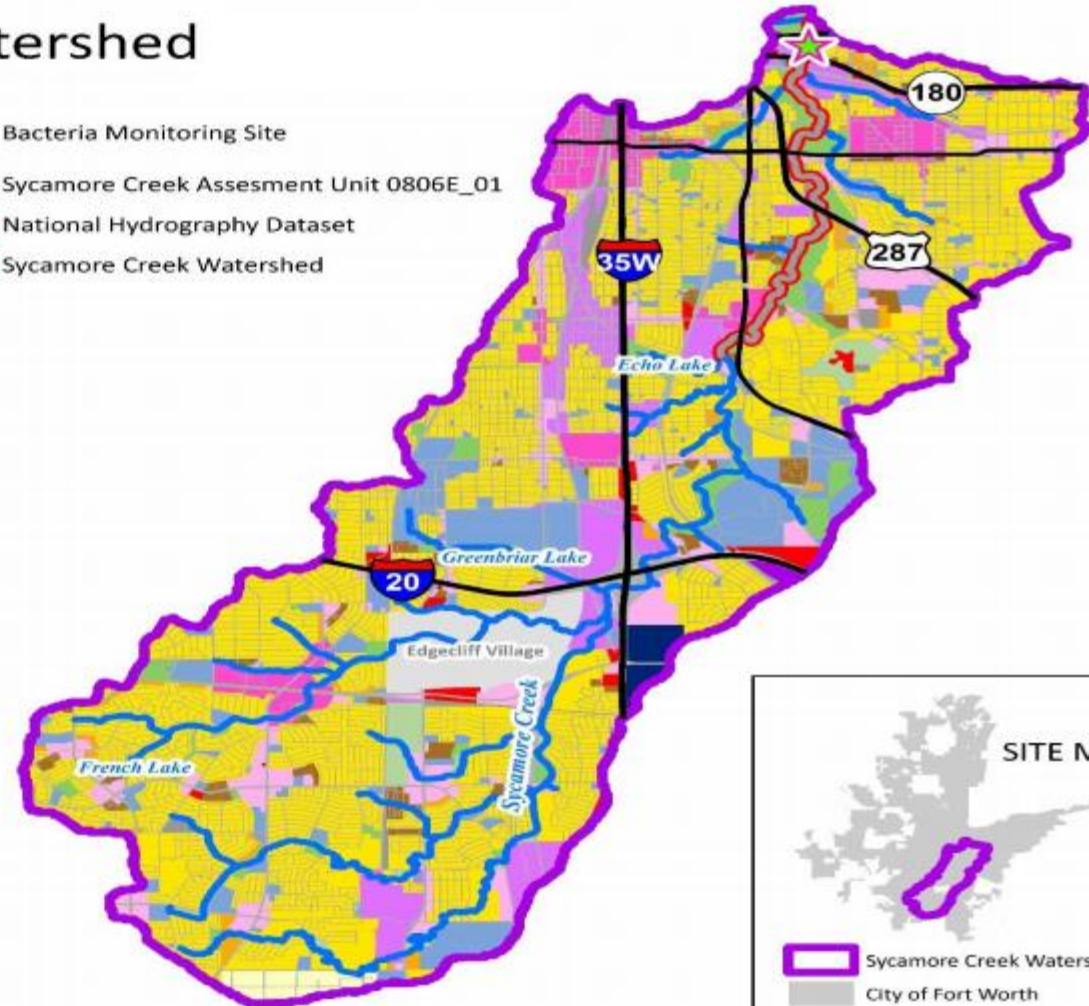 tershed
Bacteria Monitoring Site
Sycamore Creek Assesment Unit 0806E_01
National Hydrography Dataset
Sycamore Creek Watershed
180
287
35W
Echo Lake
Greenbriar Lake
20
Edgecliff Village
Sycamore Creek
French Lake
SITE M
Sycamore Creek Waters
City of Fort Worth